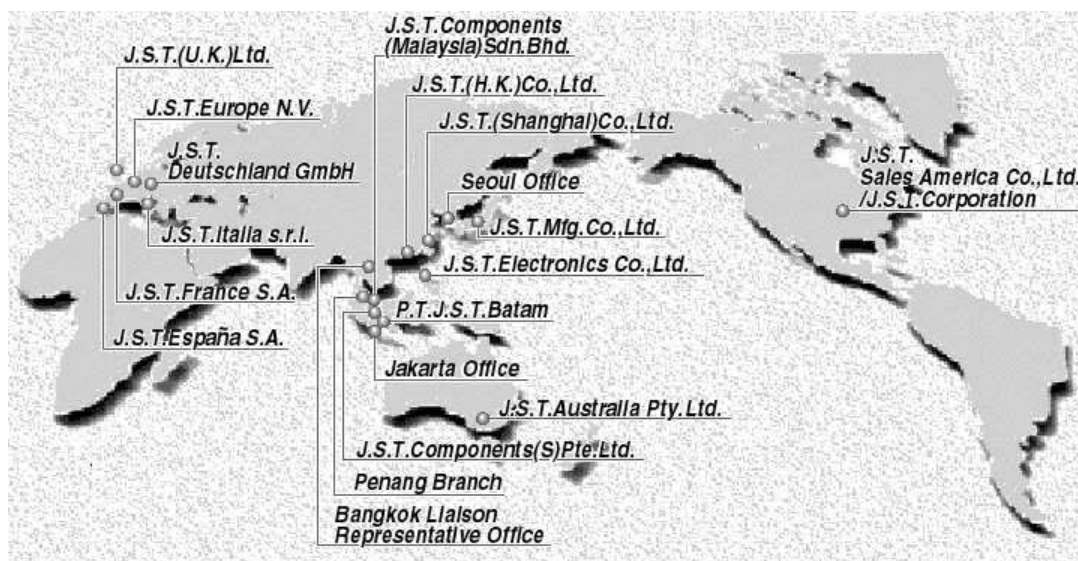 J.S.T.Components
(Malaysia)Sdn.Bhd.
J.S.T.(U.K.)Ltd.
J.S.T.(H.K.)Co.,Ltd.
J.S.T.Europe N.V.
J.S.T.(Shanghai)Co.,Ltd.
J.S.T.
Deutschland GmbH
J.S.T.
Sales America Co.,Ltd.
/J.S.T.Corporation
Seoul Office
J.S.T.Mfg.Co.,Ltd.
J.S.T.Italia s.r.l.
J.S.T.Electronics Co.,Ltd.
J.S.T.France S.A.
P.T.J.S.T.Batam
J.S.T.España S.A.
Jakarta Office
J.S.T.Australia Pty.Ltd.
J.S.T.Components(S)Pte.Ltd.
Penang Branch
Bangkok Liaison
Representative Office